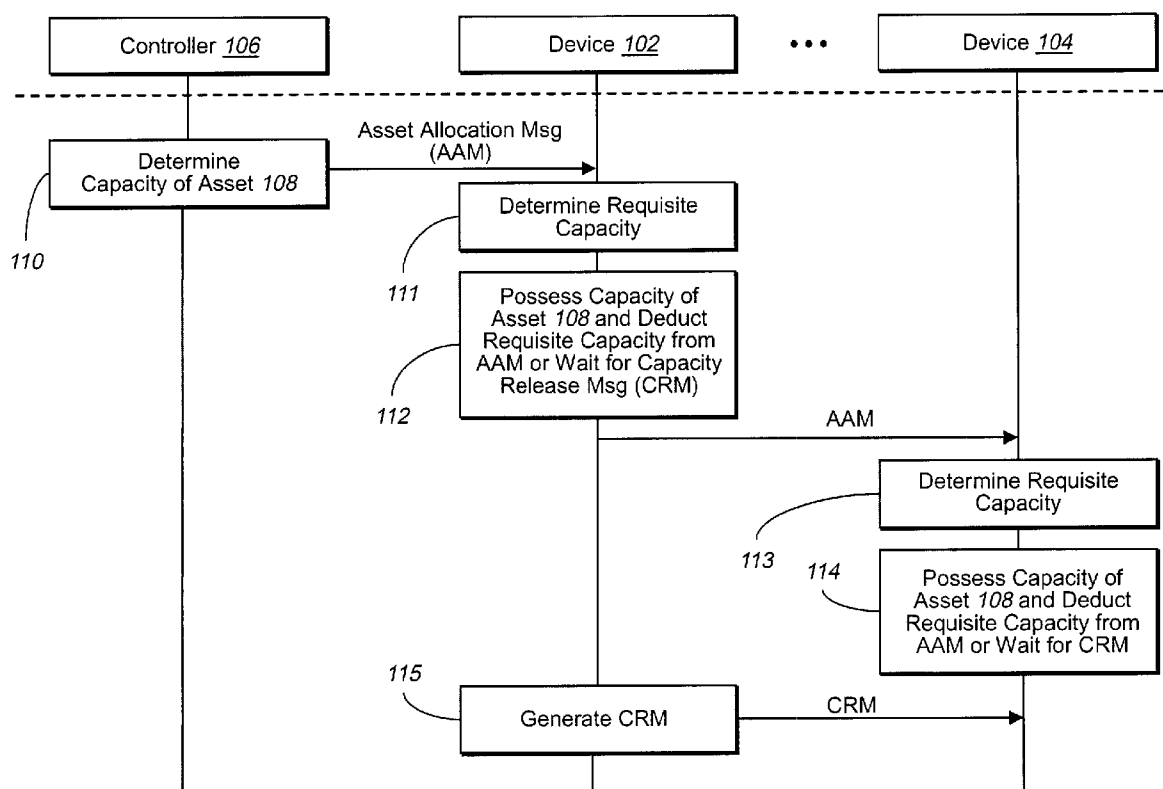 Controller 106
Device 102
•••
Device 104
Asset Allocation Msg
(AAM)
Determine
Capacity of Asset 108
110
Determine Requisite
Capacity
111
Possess Capacity of
Asset 108 and Deduct
Requisite Capacity from
AAM or Wait for Capacity
Release Msg (CRM)
112
AAM
Determine Requisite
Capacity
113
114
Possess Capacity of
Asset 108 and Deduct
Requisite Capacity from
AAM or Wait for CRM
115
Generate CRM
CRM